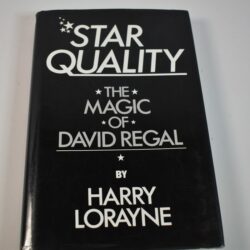 STAR
QUALITY
THE
MAGIC
OF
DAVID REGAL
BY
HARRY
LORAYNE